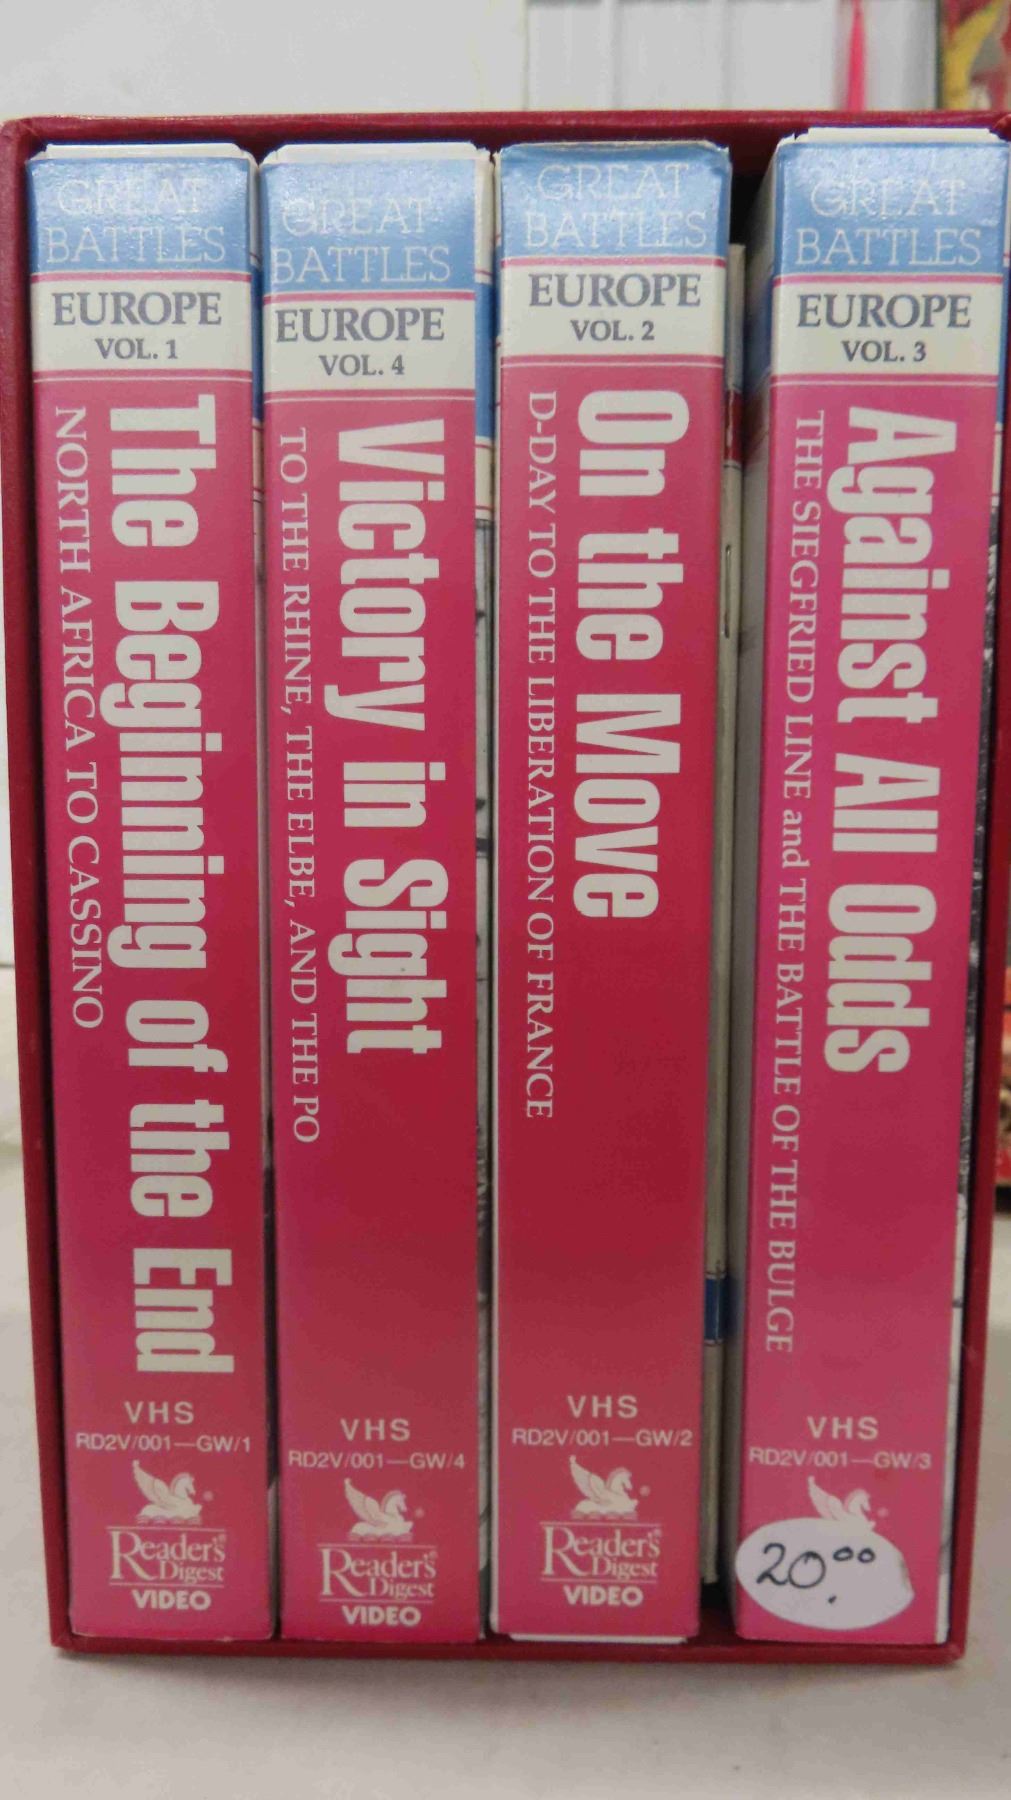 GREAT
BATTLES
EUROPE
VOL. 1
The Beginning of the End
NORTH AFRICA TO CASSINO
VHS
RD2V/001—GW/1
Reader's
Digest
VIDEO
GREAT
BATTLES
EUROPE
VOL. 4
Victory in Sight
TO THE RHINE, THE ELBE, AND THE PO
VHS
RD2V/001—GW/4
Reader's
Digest
VIDEO
GREAT
BATTLES
EUROPE
VOL. 2
On the Move
D-DAY TO THE LIBERATION OF FRANCE
VHS
RD2V/001—GW/2
Reader's®
Digest
VIDEO
GREAT
BATTLES
EUROPE
VOL. 3
Against All Odds
THE SIEGFRIED LINE and THE BATTLE OF THE BULGE
VHS
RD2V/001—GW/3
20.00